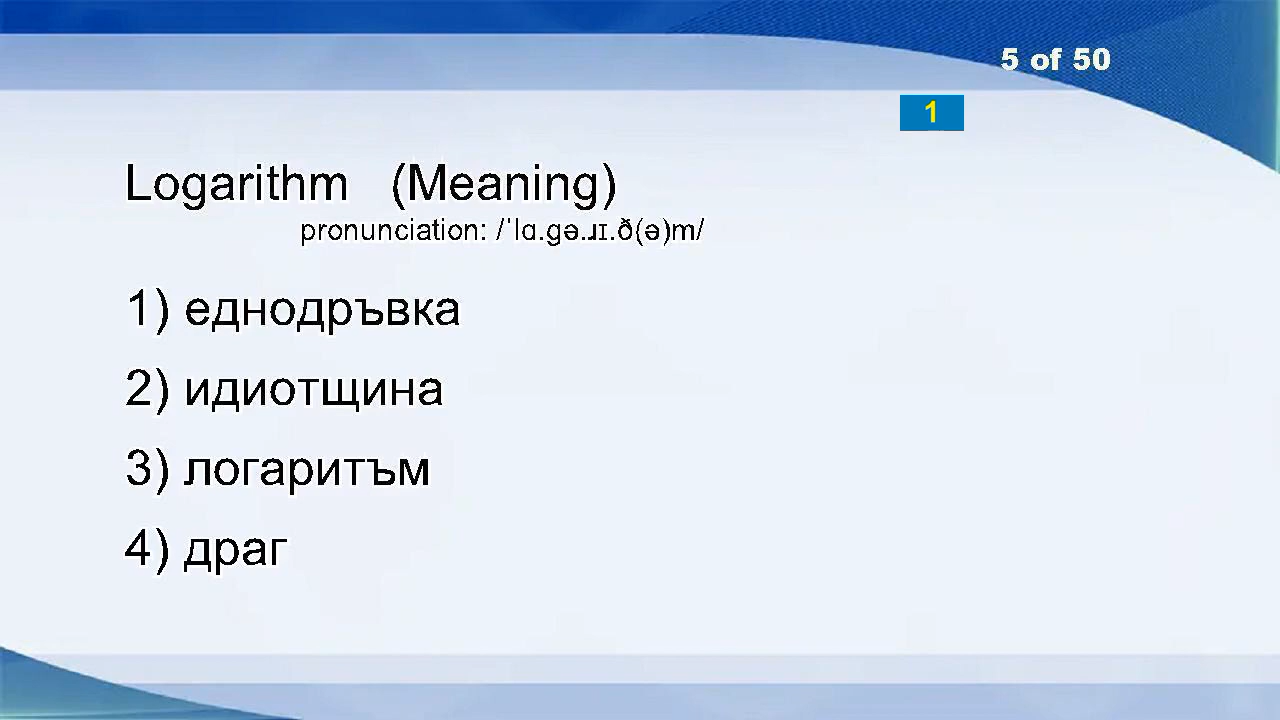 5 of 50
1
Logarithm (Meaning)
pronunciation: /ˈlɑ.ɡə.ɹɪ.ð(ə)m/
1) еднодръвка
2) идиотщина
3) логаритъм
4) драг